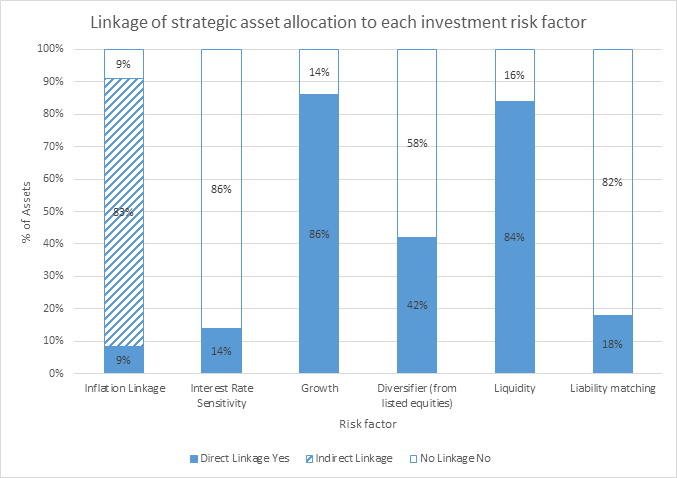 Linkage of strategic asset allocation to each investment risk factor
100%
90%
80%
70%
60%
50%
40%
30%
20%
10%
0%
% of Assets
9%
83%
9%
86%
14%
14%
86%
58%
42%
16%
84%
82%
18%
Inflation Linkage
Interest Rate
Sensitivity
Growth
Diversifier (from
listed equities)
Liquidity
Liability matching
Risk factor
Direct Linkage Yes
Indirect Linkage
No Linkage No